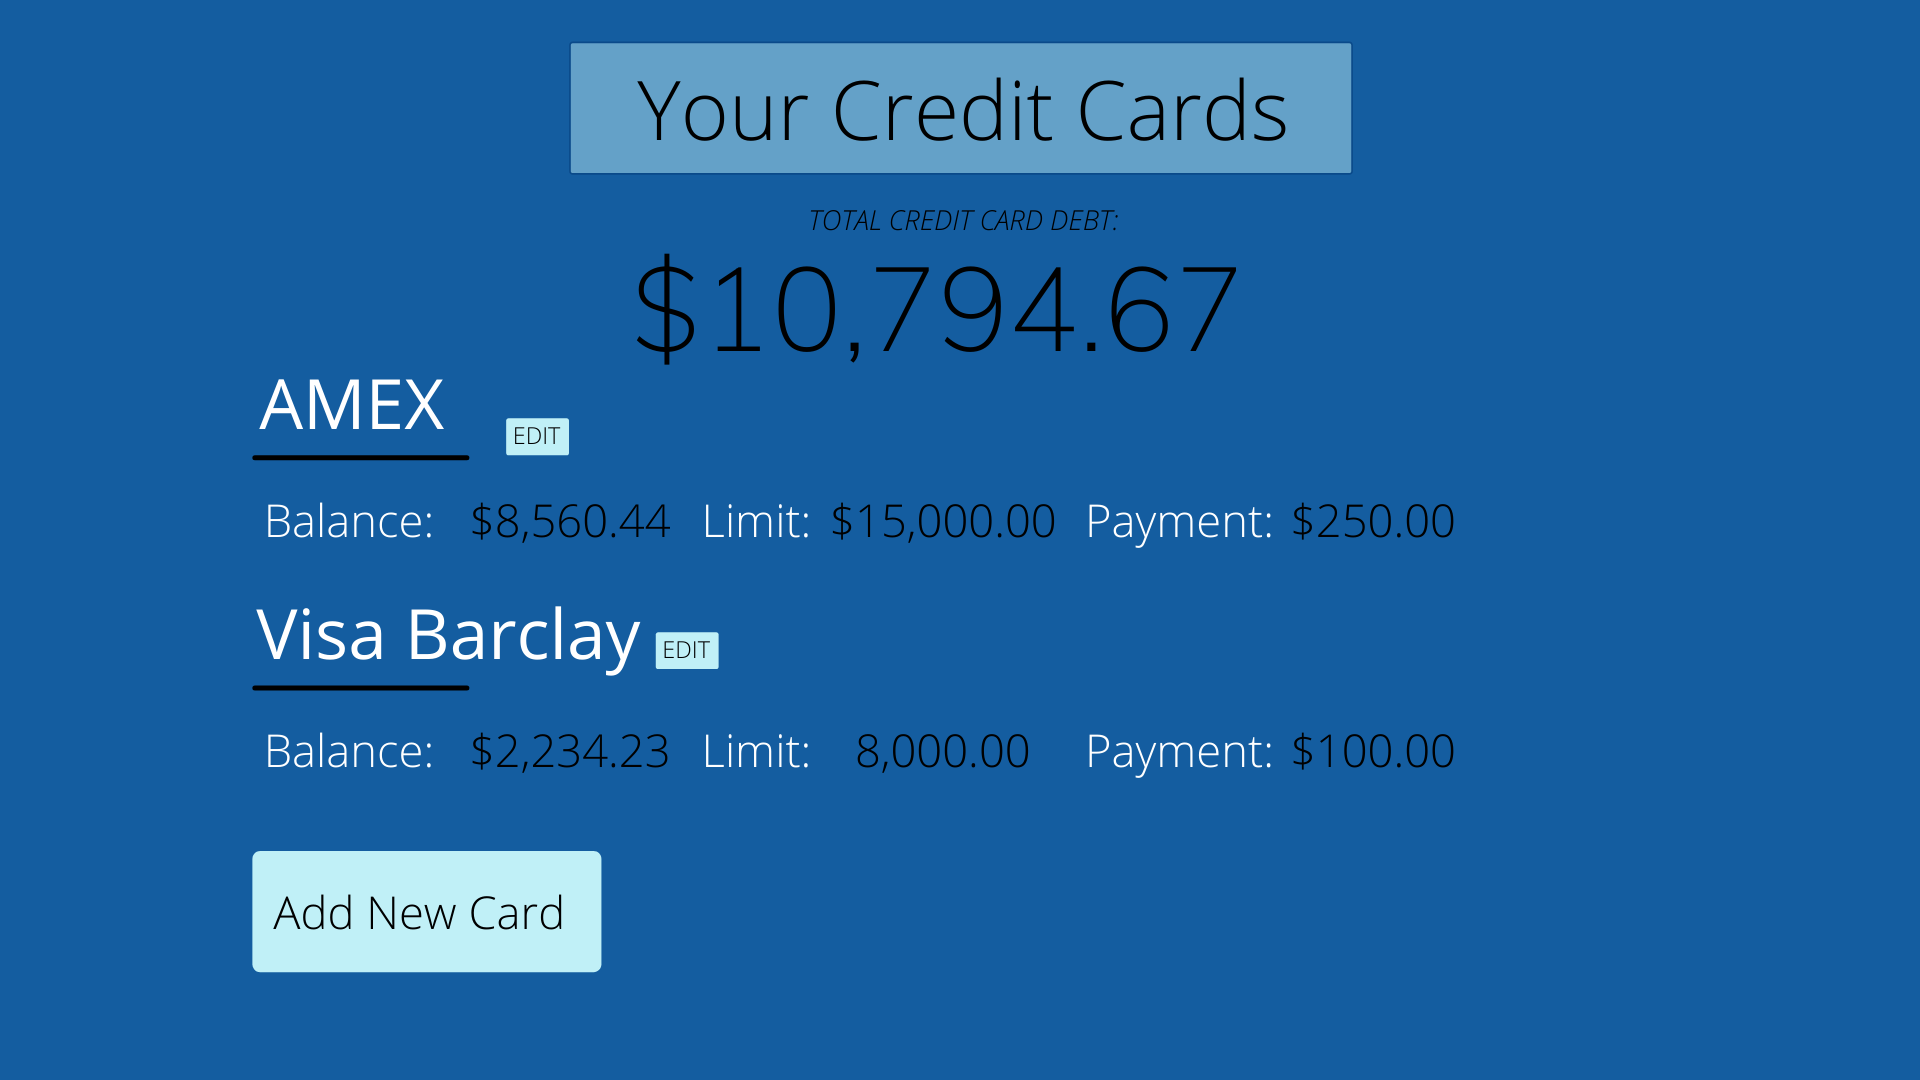 Your Credit Cards
TOTAL CREDIT CARD DEBT:
$10,794.67
AMEX EDIT
Balance: $8,560.44 Limit: $15,000.00 Payment: $250.00
Visa Barclay EDIT
Balance: $2,234.23 Limit: 8,000.00 Payment: $100.00
Add New Card